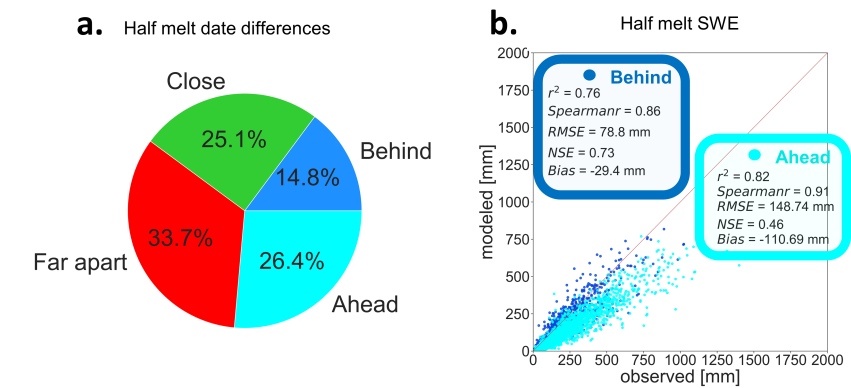 a. Half melt date differences
Close
25.1%
Behind
14.8%
33.7%
Far apart
26.4%
Ahead
b. Half melt SWE
modeled [mm]
2000
1750
1500
1250
1000
750
500
250
0
0 250 500 750 1000 1250 1500 1750 2000
observed [mm]
Behind
r² = 0.76
Spearmanr = 0.86
RMSE = 78.8 mm
NSE = 0.73
Bias = -29.4 mm
Ahead
r² = 0.82
Spearmanr = 0.91
RMSE = 148.74 mm
NSE = 0.46
Bias = -110.69 mm